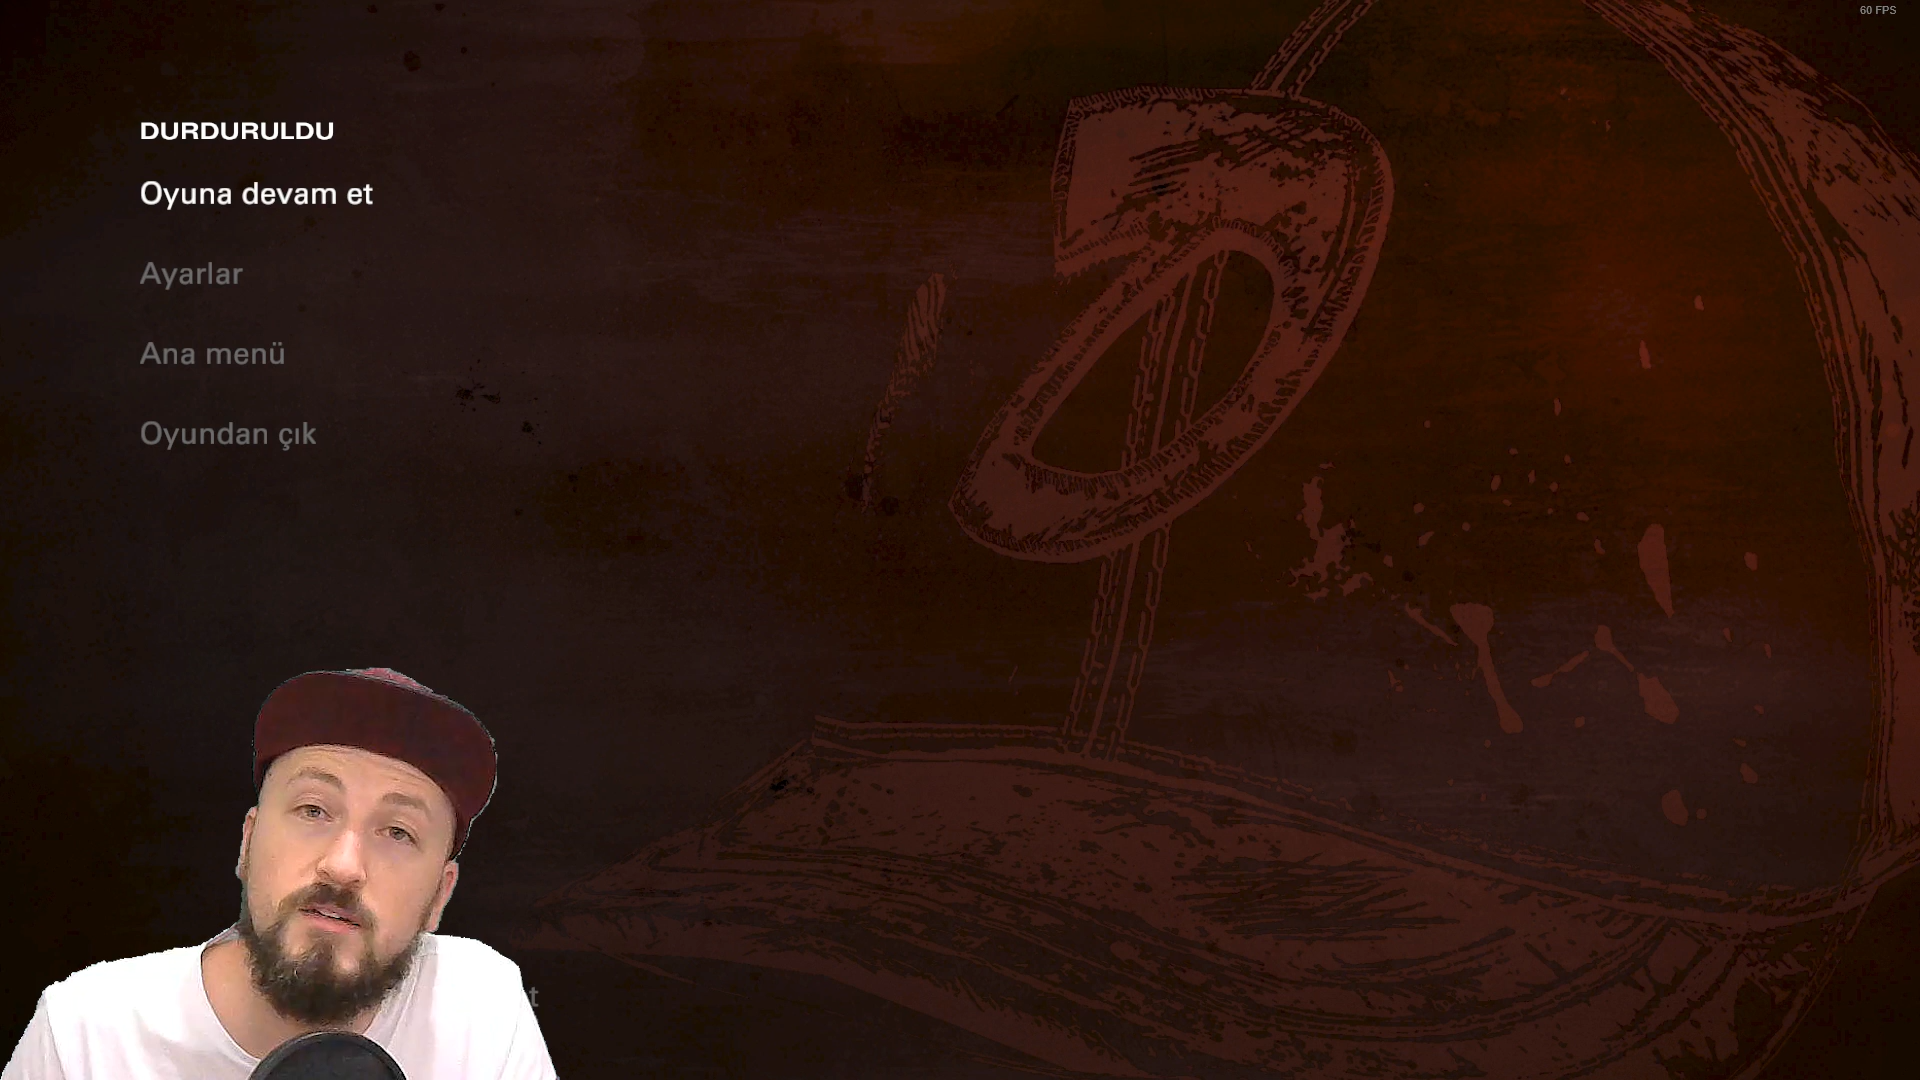 60 FPS
DURDURULDU
Oyuna devam et
Ayarlar
Ana menü
Oyundan çık